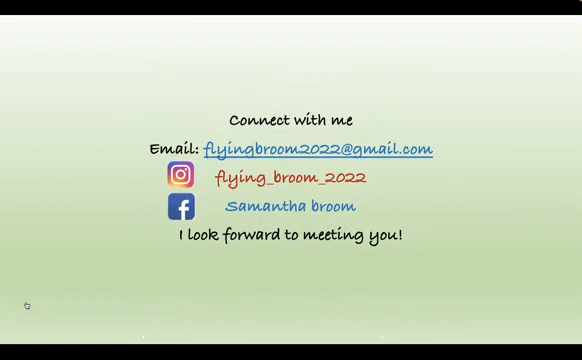 Connect with me
Email: flyingbroom2022@gmail.com
flying_broom_2022
Samantha broom
I look forward to meeting you!